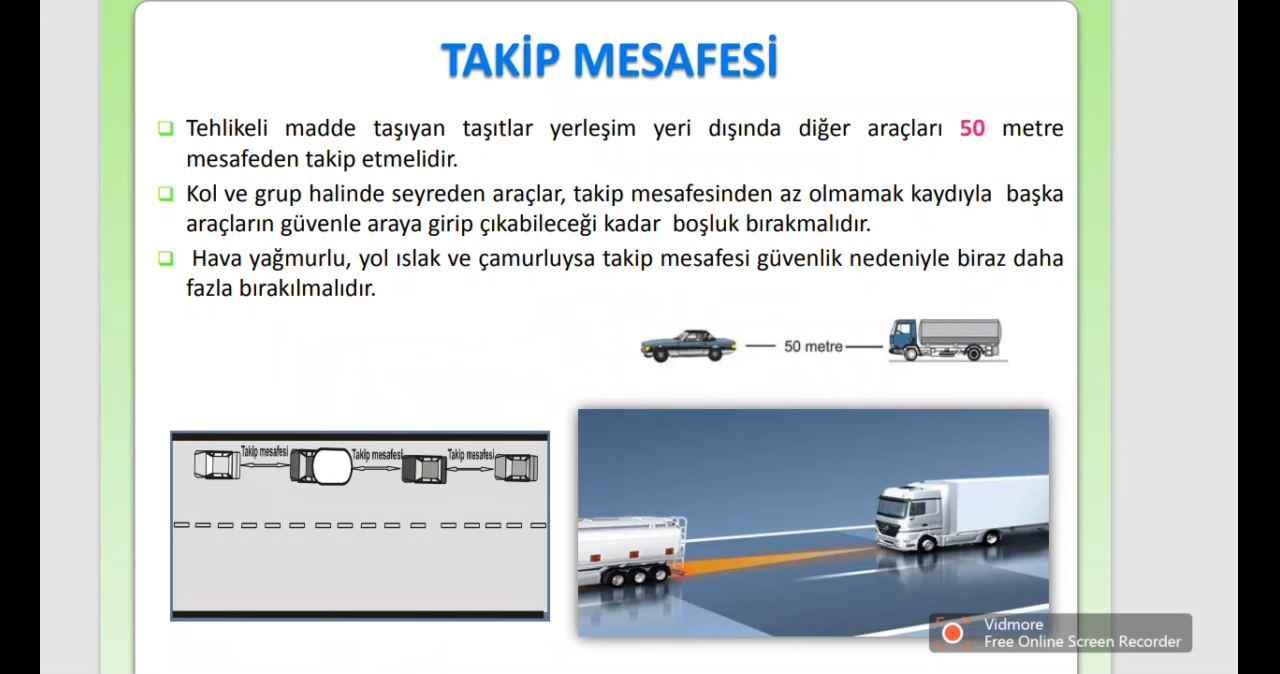 TAKİP MESAFESİ
Tehlikeli madde taşıyan taşıtlar yerleşim yeri dışında diğer araçları 50 metre
mesafeden takip etmelidir.
Kol ve grup halinde seyreden araçlar, takip mesafesinden az olmamak kaydıyla başka
araçların güvenle araya girip çıkabileceği kadar boşluk bırakmalıdır.
Hava yağmurlu, yol ıslak ve çamurluysa takip mesafesi güvenlik nedeniyle biraz daha
fazla bırakılmalıdır.
50 metre
Takip mesafesi Takip mesafesi Takip mesafesi
Vidmore
Free Online Screen Recorder